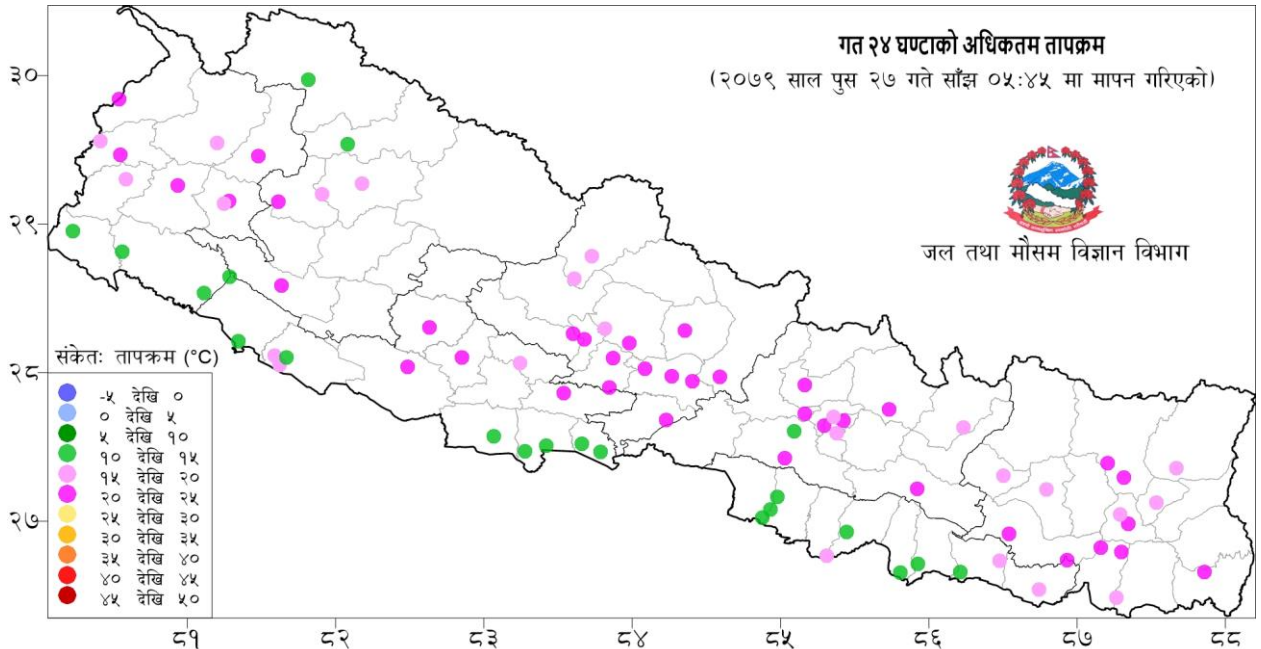 गत २४ घण्टाको अधिकतम तापक्रम
(२०७९ साल पुस २७ गते साँझ ०५:४५ मा मापन गरिएको)
जल तथा मौसम विज्ञान विभाग
३०
२९
२८
२७
संकेतः तापक्रम (°C)
-५ देखि ०
० देखि ५
५ देखि १०
१० देखि १५
१५ देखि २०
२० देखि २५
२५ देखि ३०
३० देखि ३५
३५ देखि ४०
४० देखि ४५
४५ देखि ५०
८१ ८२ ८३ ८४ ८५ ८६ ८७ ८८